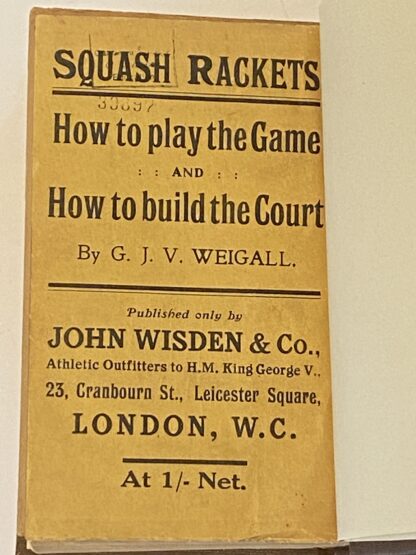 SQUASH RACKETS
33897
How to play the Game
: : AND : :
How to build the Court
By G. J. V. WEIGALL.
Published only by
JOHN WISDEN & Co.,
Athletic Outfitters to H.M. King George V.,
23, Cranbourn St., Leicester Square,
LONDON, W.C.
At 1/- Net.